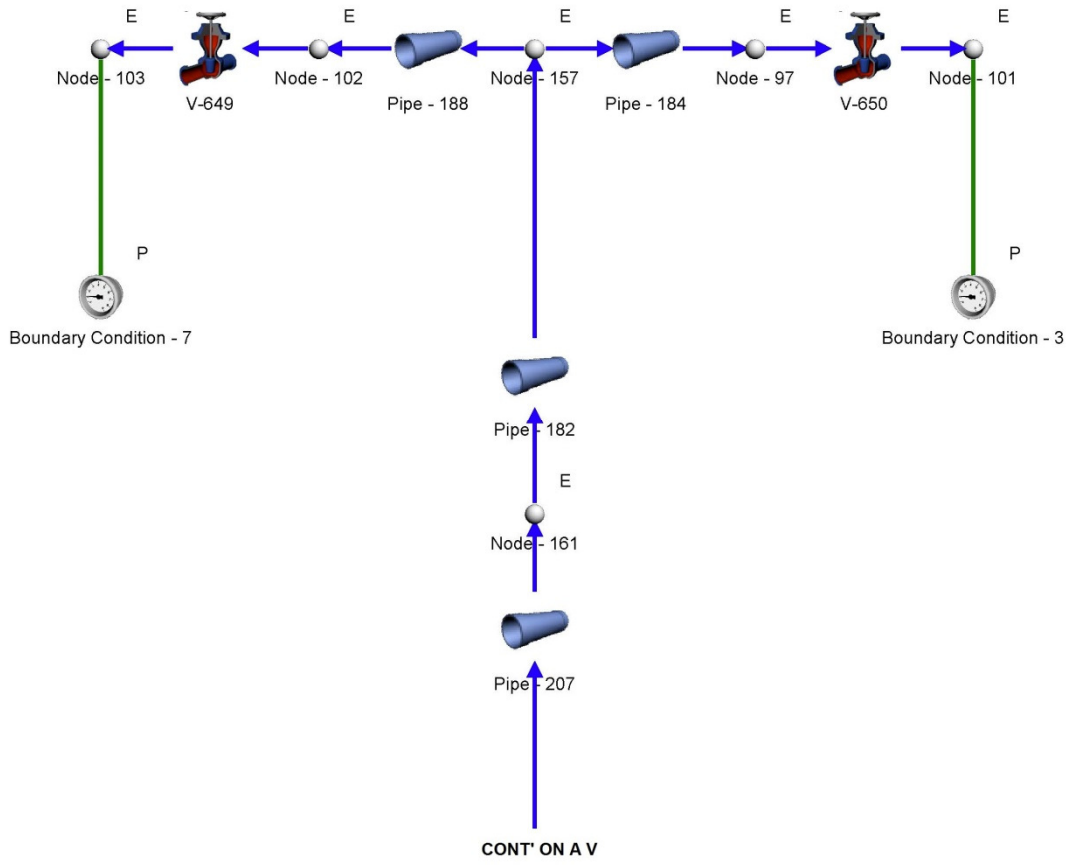 E E E E E
Node - 103 V-649 Node - 102 Pipe - 188 Node - 157 Pipe - 184 Node - 97 V-650 Node - 101
P P
Boundary Condition - 7 Boundary Condition - 3
Pipe - 182
E
Node - 161
Pipe - 207
CONT' ON A V